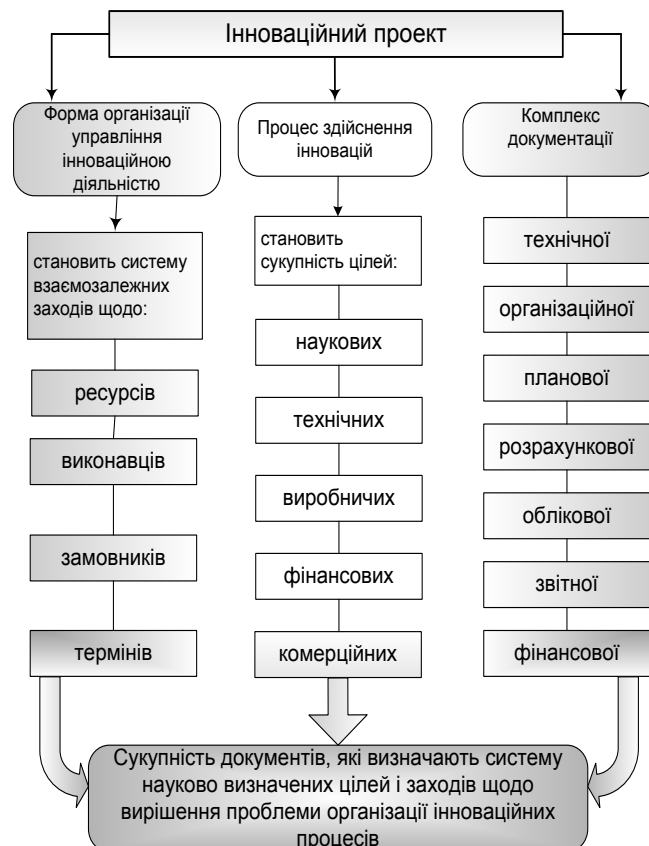 Інноваційний проект
Форма організації
управління
інноваційною
діяльністю
становить систему
взаємозалежних
заходів щодо:
ресурсів
виконавців
замовників
термінів
Процес здійснення
інновацій
становить
сукупність цілей:
наукових
технічних
виробничих
фінансових
комерційних
Комплекс
документації
технічної
організаційної
планової
розрахункової
облікової
звітної
фінансової
Сукупність документів, які визначають систему
науково визначених цілей і заходів щодо
вирішення проблеми організації інноваційних
процесів